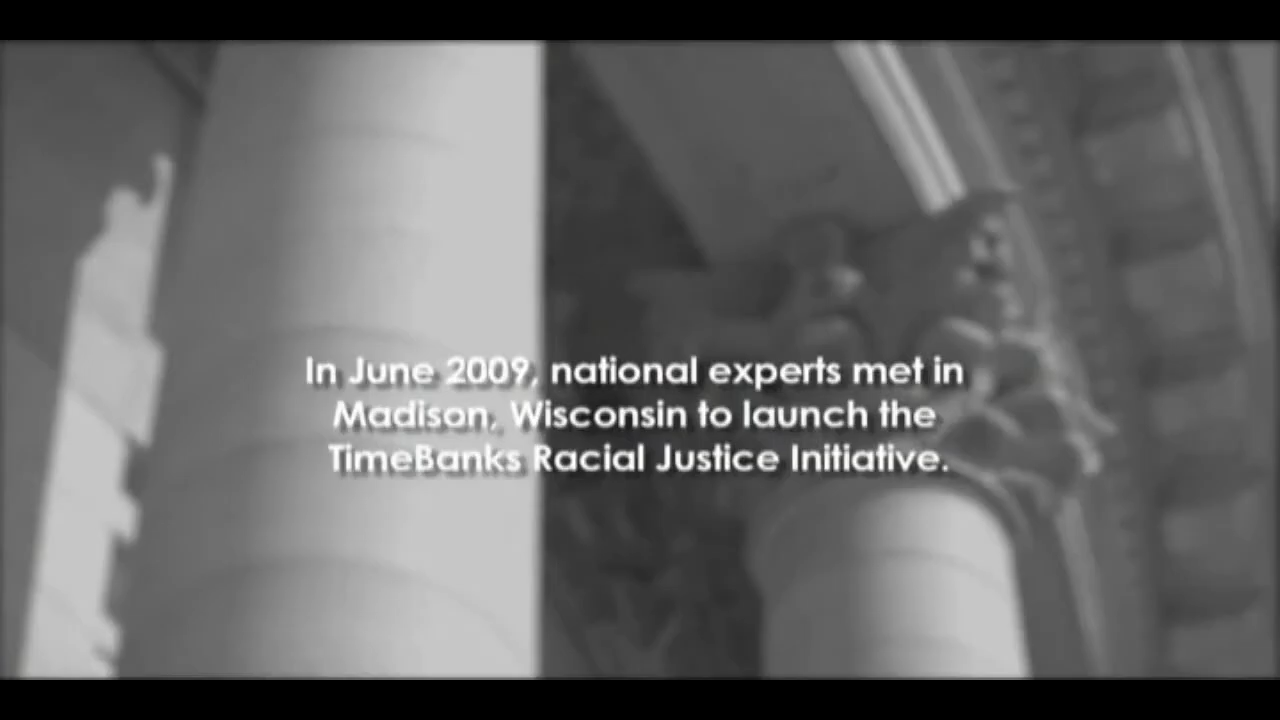 In June 2009, national experts met in
Madison, Wisconsin to launch the
TimeBanks Racial Justice Initiative.